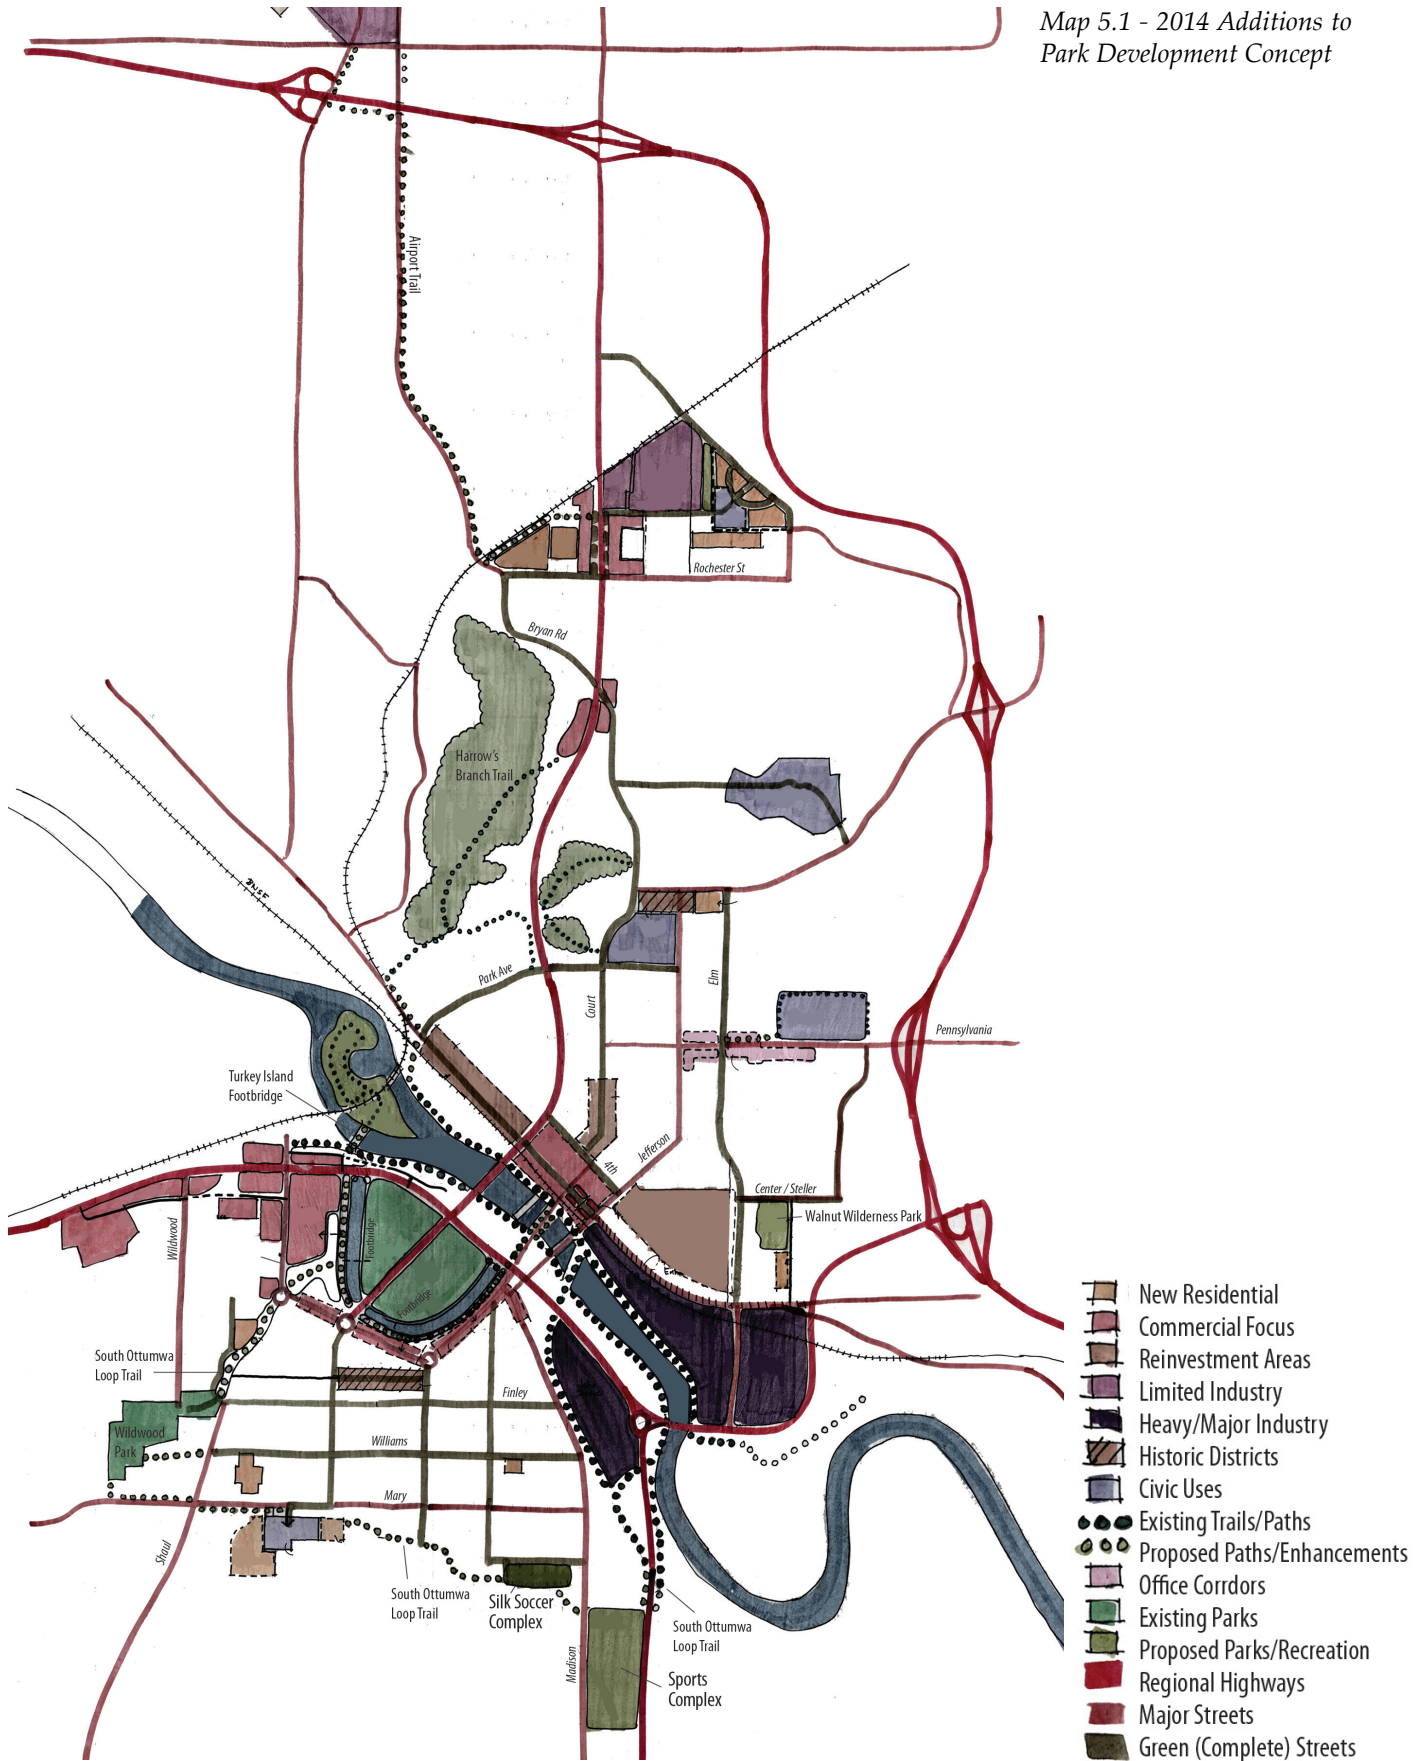 Map 5.1 - 2014 Additions to
Park Development Concept
Airport Trail
Rochester St
Bryan Rd
Harrow's
Branch Trail
BNSF
Park Ave
Court
Elm
Pennsylvania
Turkey Island
Footbridge
4th
Jefferson
Center / Steller
Walnut Wilderness Park
Wildwood
Footbridge
Footbridge
South Ottumwa
Loop Trail
Finley
Wildwood
Park
Williams
Mary
Shaul
South Ottumwa
Loop Trail
Silk Soccer
Complex
South Ottumwa
Loop Trail
Madison
Sports
Complex
New Residential
Commercial Focus
Reinvestment Areas
Limited Industry
Heavy/Major Industry
Historic Districts
Civic Uses
Existing Trails/Paths
Proposed Paths/Enhancements
Office Corrdors
Existing Parks
Proposed Parks/Recreation
Regional Highways
Major Streets
Green (Complete) Streets